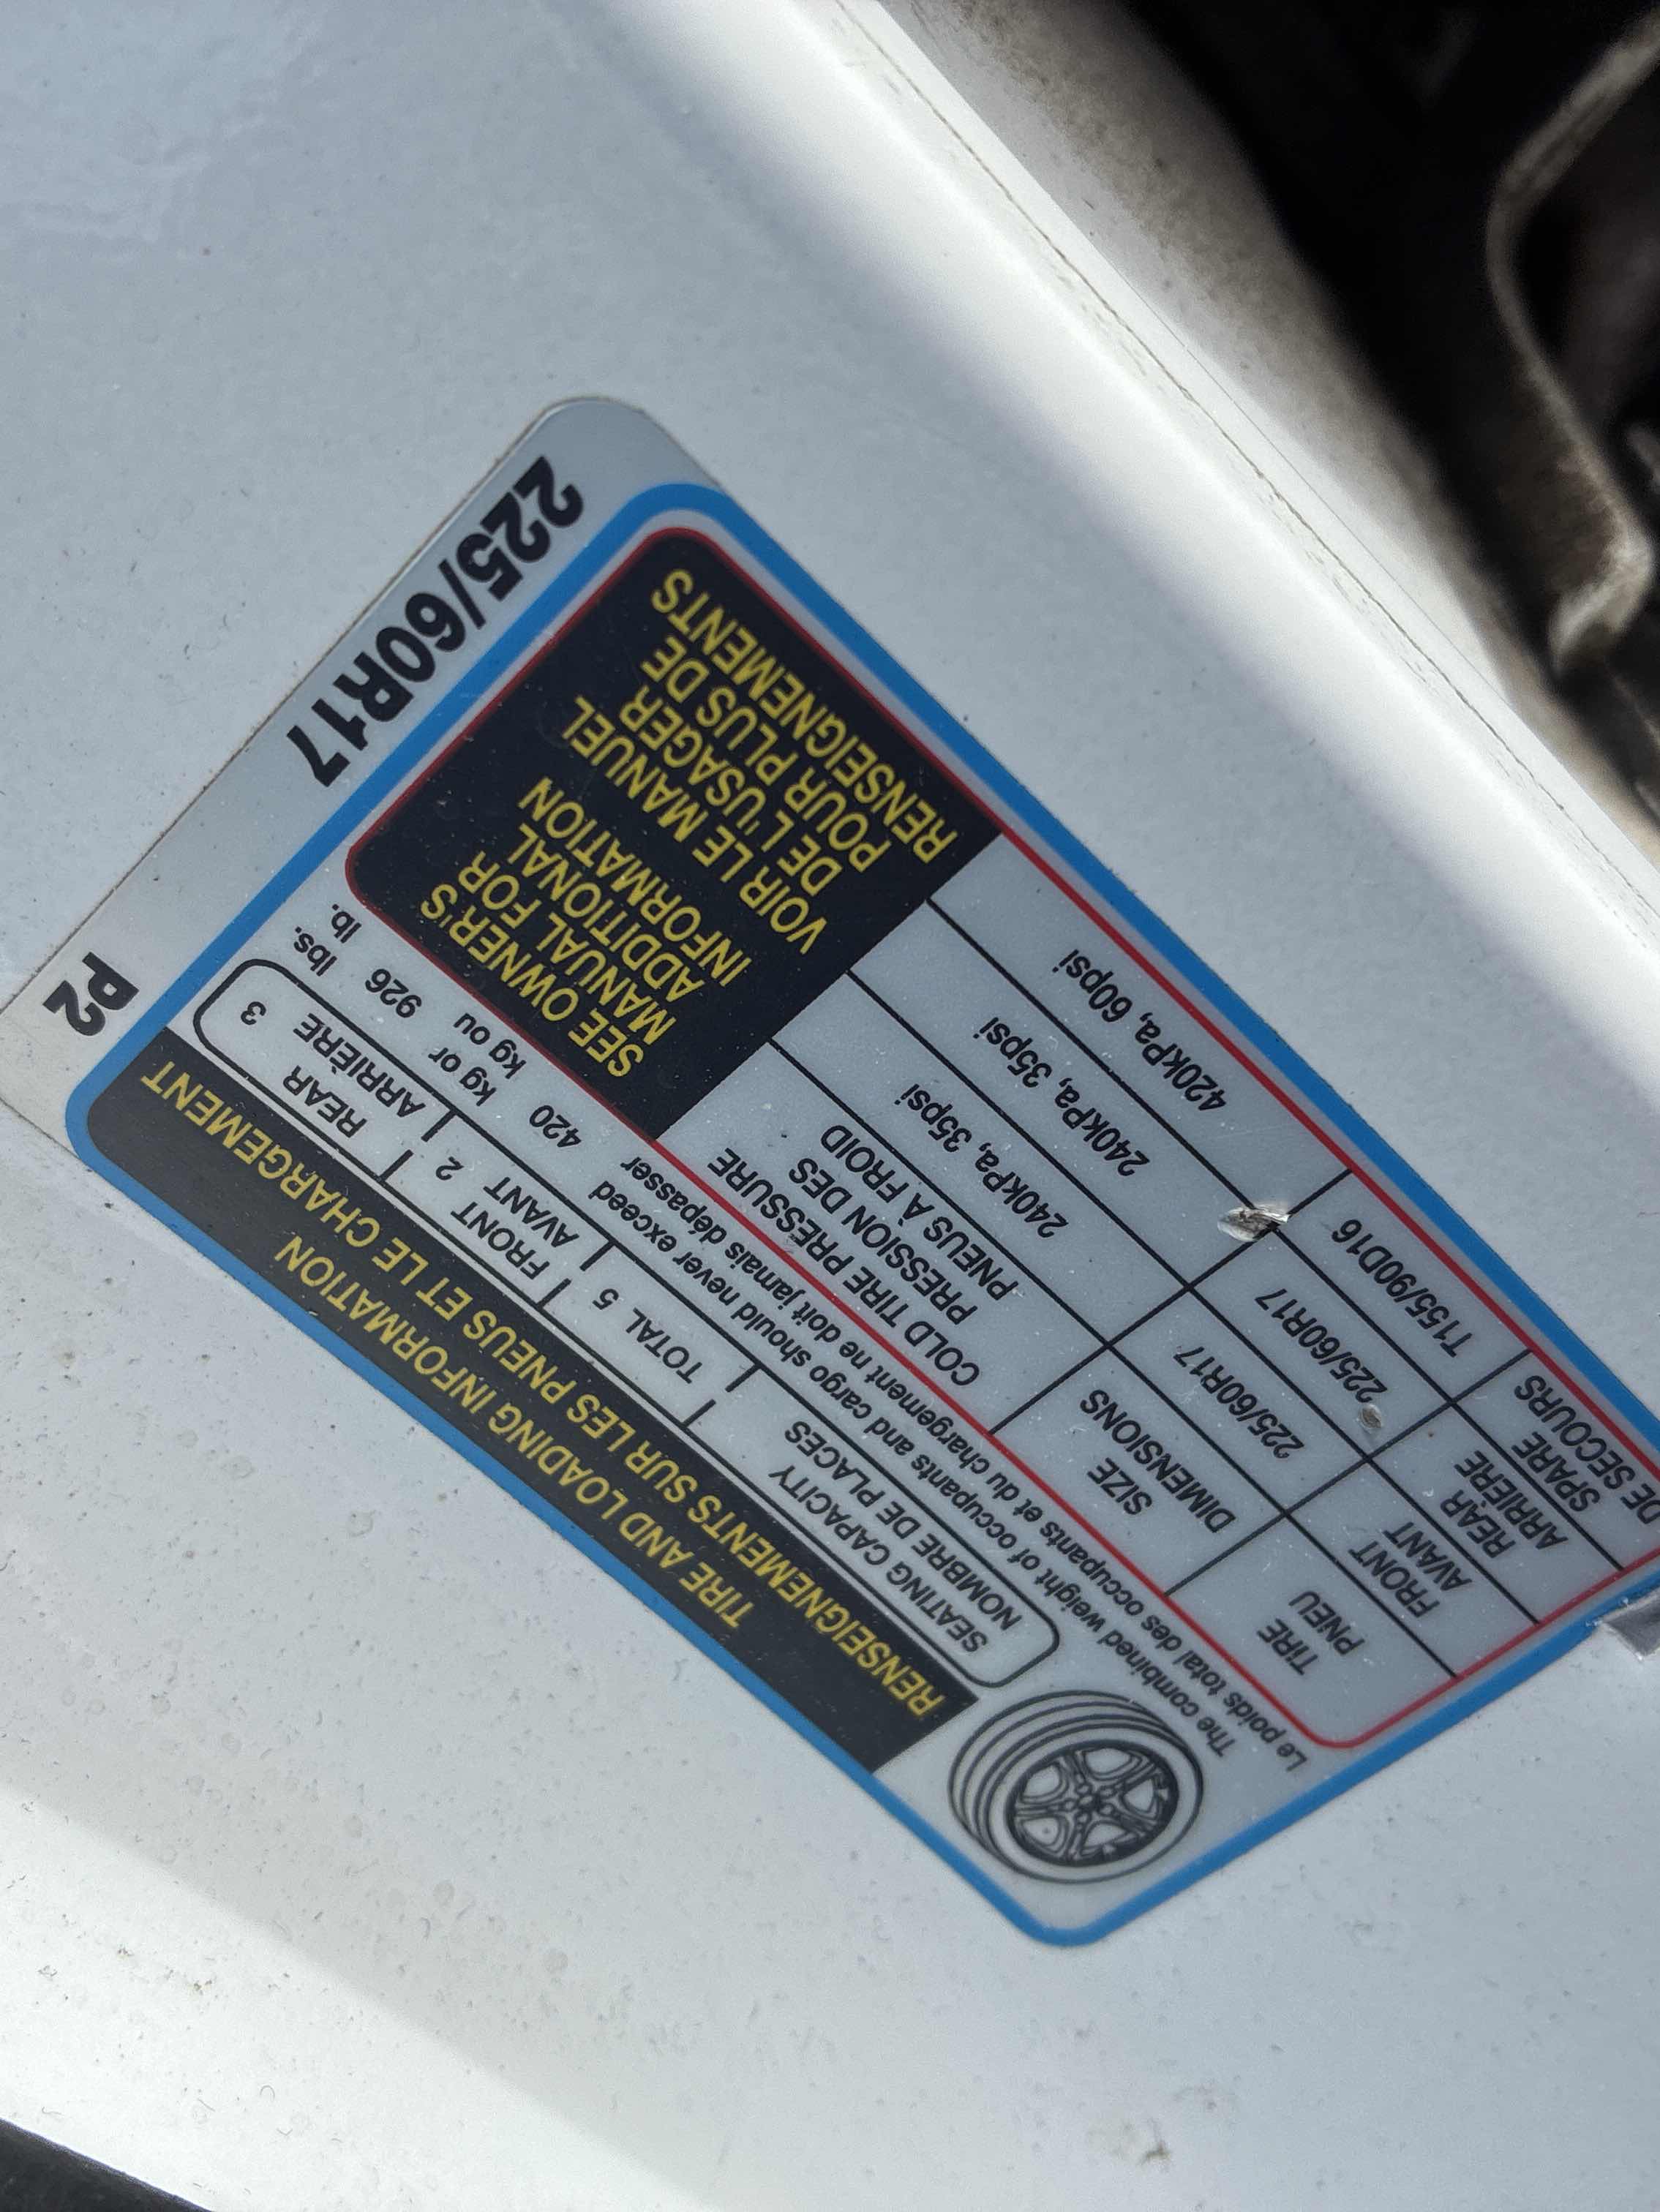 TIRE AND LOADING INFORMATION
RENSEIGNEMENTS SUR LES PNEUS ET LE CHARGEMENT
SEATING CAPACITY TOTAL 5 FRONT 2 REAR 3
NOMBRE DE PLACES AVANT ARRIÈRE
The combined weight of occupants and cargo should never exceed 420 kg or 926 lbs.
Le poids total des occupants et du chargement ne doit jamais dépasser kg ou lb.
TIRE SIZE COLD TIRE PRESSURE
PNEU DIMENSIONS PRESSION DES
PNEUS À FROID
FRONT 225/60R17 240kPa, 35psi
AVANT
REAR 225/60R17 240kPa, 35psi
ARRIÈRE
SPARE T155/90D16 420kPa, 60psi
DE SECOURS
SEE OWNER'S
MANUAL FOR
ADDITIONAL
INFORMATION
VOIR LE MANUEL
DE L'USAGER
POUR PLUS DE
RENSEIGNEMENTS
P2
225/60R17